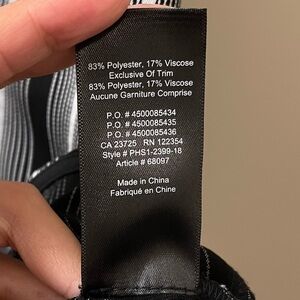 83% Polyester, 17% Viscose
Exclusive Of Trim
83% Polyester, 17% Viscose
Aucune Garniture Comprise
P.O. # 4500085434
P.O. # 4500085435
P.O. # 4500085436
CA 23725 RN 122354
Style # PHS1-2399-18
Article # 68097
Made in China
Fabriqué en Chine